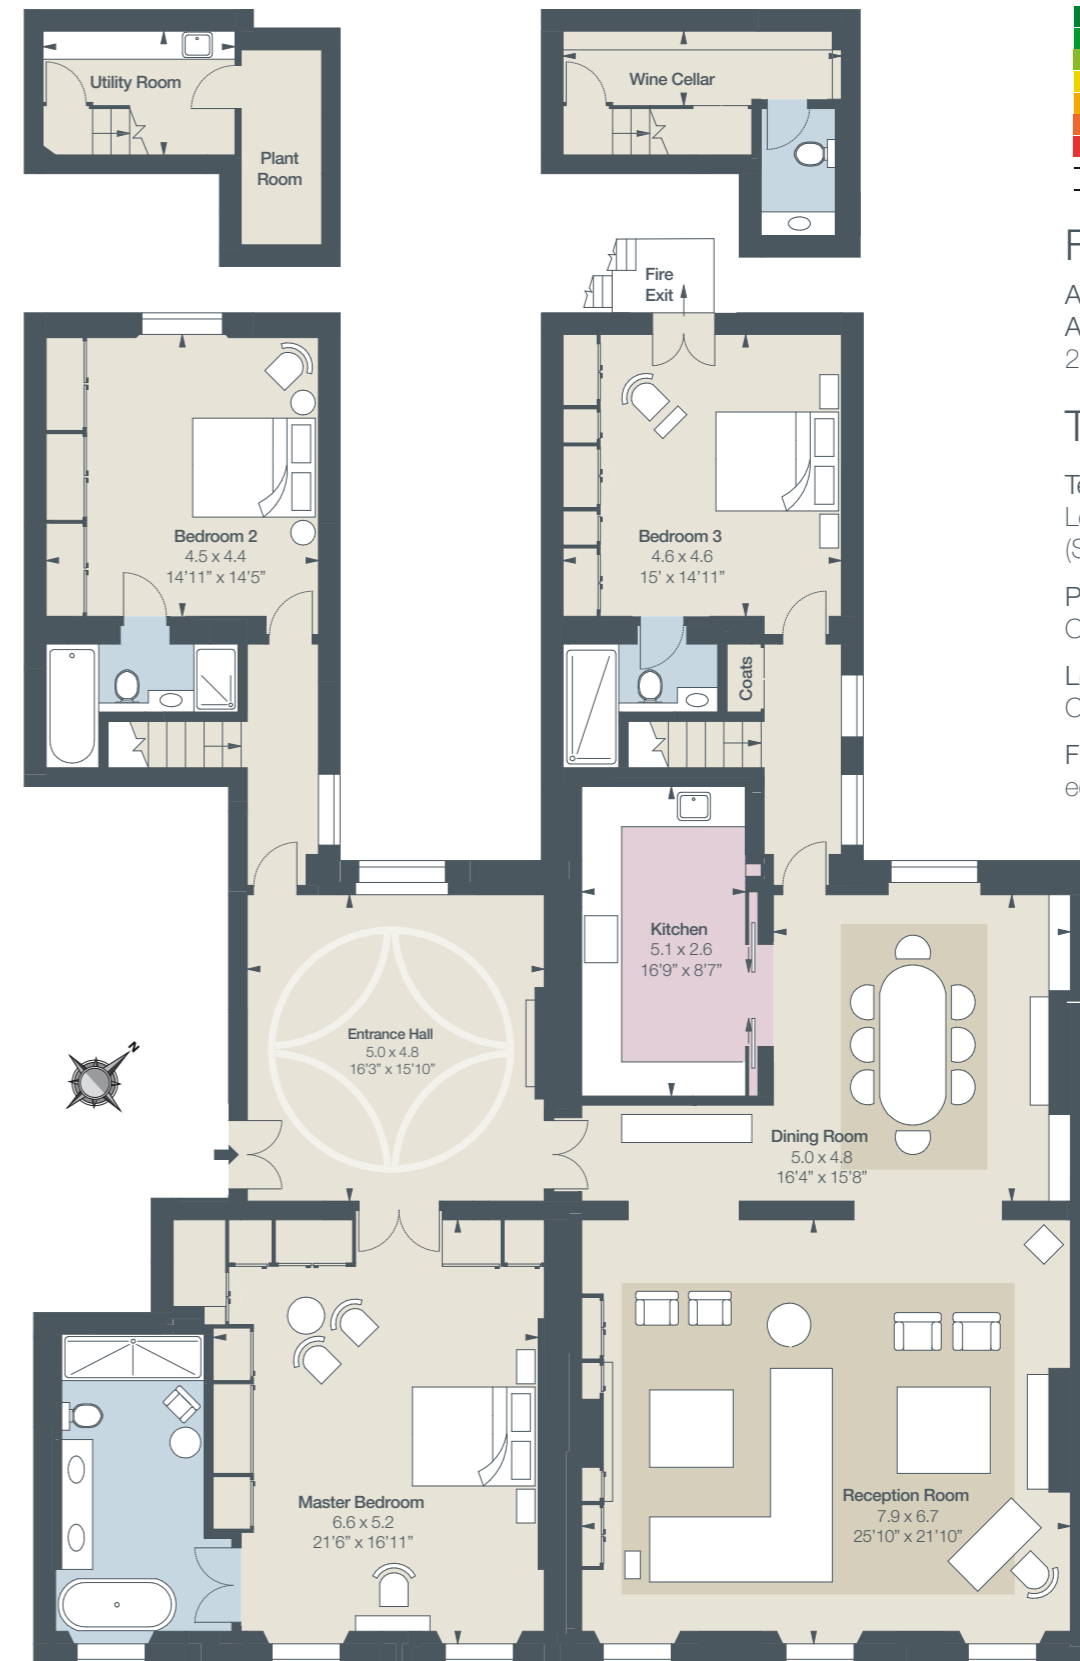 Utility Room
Plant
Room
Wine Cellar
Fire
Exit
Bedroom 2
4.5 x 4.4
14'11" x 14'5"
Bedroom 3
4.6 x 4.6
15' x 14'11"
Coats
Kitchen
5.1 x 2.6
16'9" x 8'7"
Entrance Hall
5.0 x 4.8
16'3" x 15'10"
N
Dining Room
5.0 x 4.8
16'4" x 15'8"
Master Bedroom
6.6 x 5.2
21'6" x 16'11"
Reception Room
7.9 x 6.7
25'10" x 21'10"